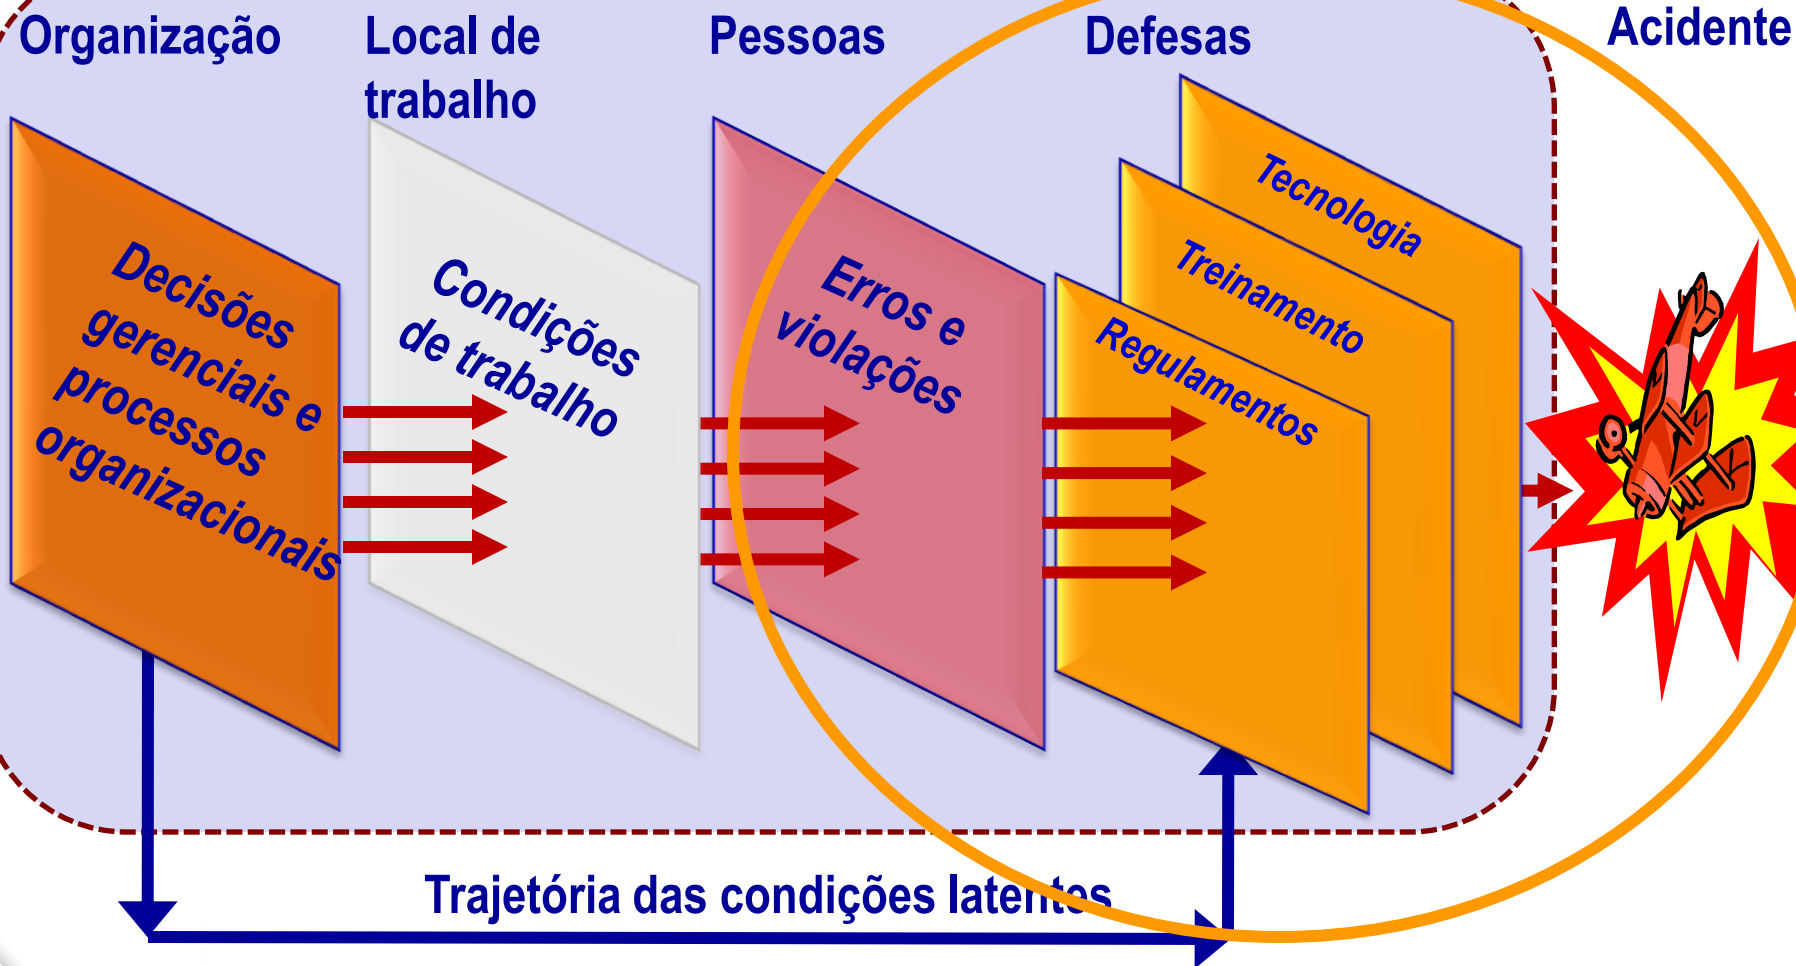 Organização
Local de
trabalho
Pessoas
Defesas
Acidente
Decisões
gerenciais e
processos
organizacionais
Condições
de trabalho
Erros e
violações
Tecnologia
Treinamento
Regulamentos
Trajetória das condições latentes